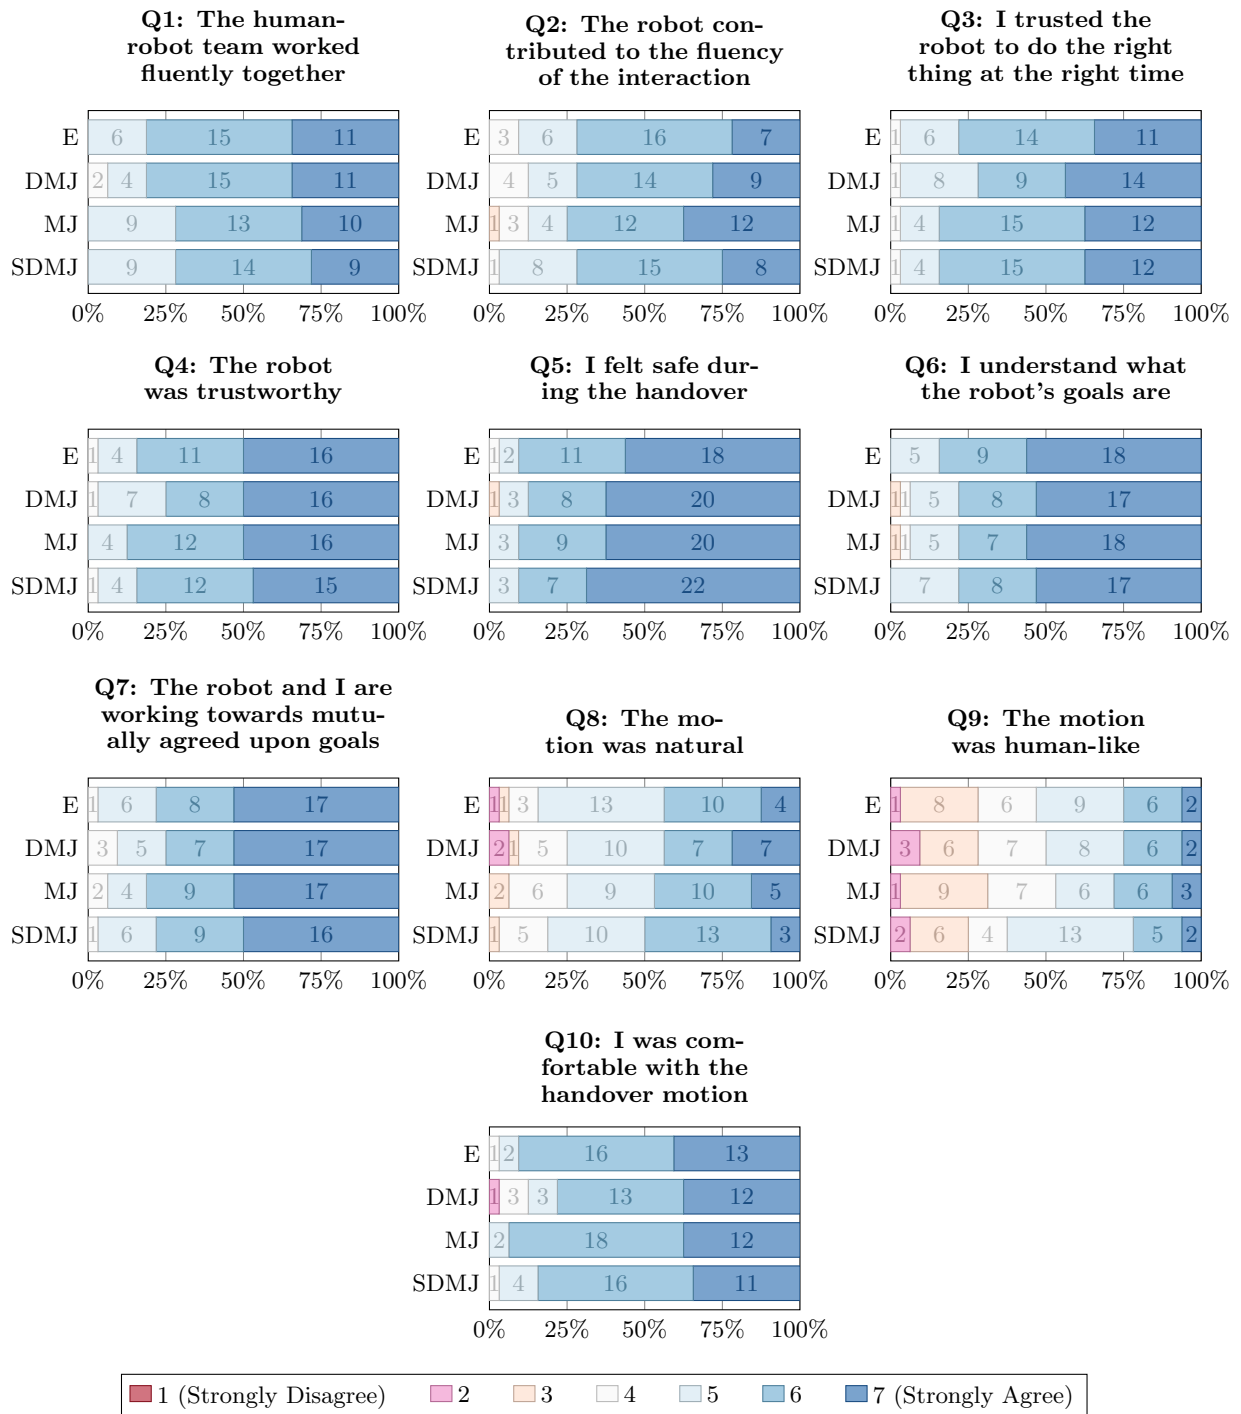 Q1: The human-
robot team worked
fluently together
E 6 15 11
DMJ 2 4 15 11
MJ 9 13 10
SDMJ 9 14 9
0% 25% 50% 75% 100%
Q2: The robot con-
tributed to the fluency
of the interaction
E 3 6 16 7
DMJ 4 5 14 9
MJ 1 3 4 12 12
SDMJ 1 8 15 8
0% 25% 50% 75% 100%
Q3: I trusted the
robot to do the right
thing at the right time
E 1 6 14 11
DMJ 1 8 9 14
MJ 1 4 15 12
SDMJ 1 4 15 12
0% 25% 50% 75% 100%
Q4: The robot
was trustworthy
E 1 4 11 16
DMJ 1 7 8 16
MJ 4 12 16
SDMJ 1 4 12 15
0% 25% 50% 75% 100%
Q5: I felt safe dur-
ing the handover
E 1 2 11 18
DMJ 1 3 8 20
MJ 3 9 20
SDMJ 3 7 22
0% 25% 50% 75% 100%
Q6: I understand what
the robot's goals are
E 5 9 18
DMJ 1 1 5 8 17
MJ 1 1 5 7 18
SDMJ 7 8 17
0% 25% 50% 75% 100%
Q7: The robot and I are
working towards mutu-
ally agreed upon goals
E 1 6 8 17
DMJ 3 5 7 17
MJ 2 4 9 17
SDMJ 1 6 9 16
0% 25% 50% 75% 100%
Q8: The mo-
tion was natural
E 1 1 3 13 10 4
DMJ 2 1 5 10 7 7
MJ 2 6 9 10 5
SDMJ 1 5 10 13 3
0% 25% 50% 75% 100%
Q9: The motion
was human-like
E 1 8 6 9 6 2
DMJ 3 6 7 8 6 2
MJ 1 9 7 6 6 3
SDMJ 2 6 4 13 5 2
0% 25% 50% 75% 100%
Q10: I was com-
fortable with the
handover motion
E 1 2 16 13
DMJ 1 3 3 13 12
MJ 2 18 12
SDMJ 1 4 16 11
0% 25% 50% 75% 100%
1 (Strongly Disagree) 2 3 4 5 6 7 (Strongly Agree)